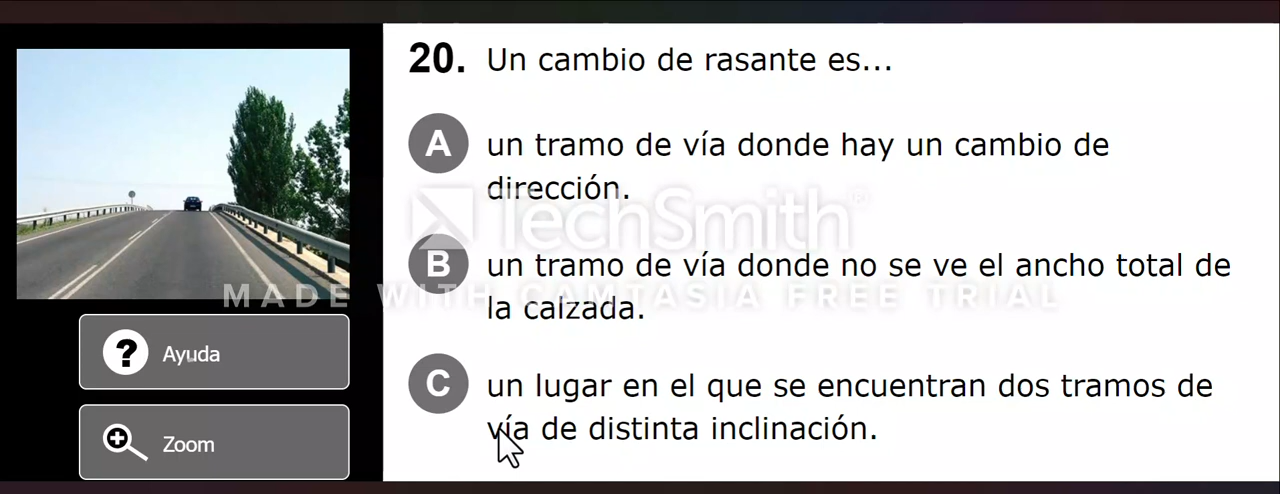 20. Un cambio de rasante es...
A un tramo de vía donde hay un cambio de
dirección.
TechSmith®
B un tramo de vía donde no se ve el ancho total de
MADE WITH CAMTASIA FREE TRIAL
la calzada.
? Ayuda
C un lugar en el que se encuentran dos tramos de
vía de distinta inclinación.
Zoom